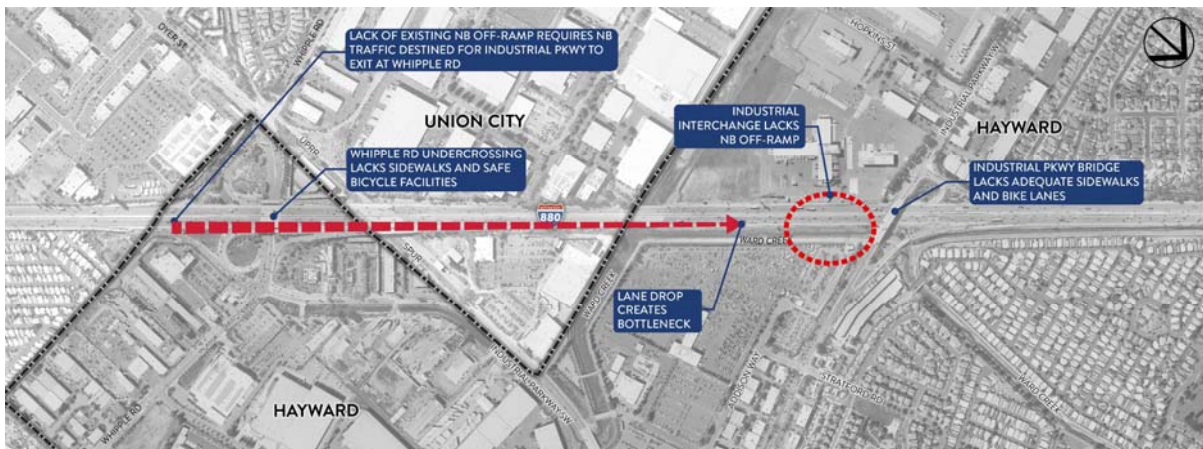 DYER ST
WHIPPLE RD
LACK OF EXISTING NB OFF-RAMP REQUIRES NB
TRAFFIC DESTINED FOR INDUSTRIAL PKWY TO
EXIT AT WHIPPLE RD
UNION CITY
UPRR
WHIPPLE RD UNDERCROSSING
LACKS SIDEWALKS AND SAFE
BICYCLE FACILITIES
HOPKINS ST
INDUSTRIAL PARKWAY W
INDUSTRIAL
INTERCHANGE LACKS
NB OFF-RAMP
HAYWARD
INDUSTRIAL PKWY BRIDGE
LACKS ADEQUATE SIDEWALKS
AND BIKE LANES
880
WARD CREEK
SPUR
WARD CREEK
LANE DROP
CREATES
BOTTLENECK
INDUSTRIAL PARKWAY SW
ADDISON WAY
STRATFORD RD
WARD CREEK
WHIPPLE RD
HAYWARD